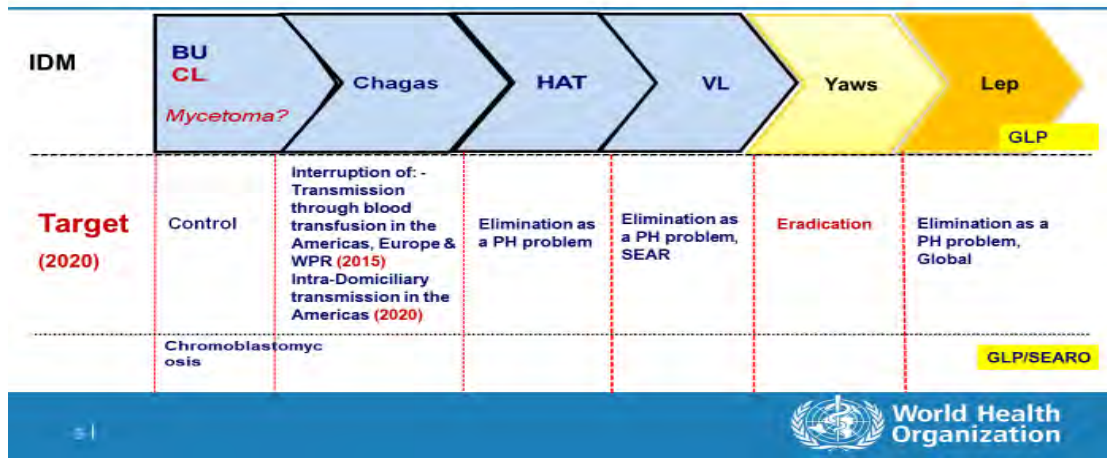 IDM
BU
CL
Mycetoma?
Chagas
HAT
VL
Yaws
Lep
GLP
Target
(2020)
Control
Interruption of: -
Transmission
through blood
transfusion in the
Americas, Europe &
WPR (2015)
Intra-Domiciliary
transmission in the
Americas (2020)
Elimination as
a PH problem
Elimination as
a PH problem,
SEAR
Eradication
Elimination as a
PH problem,
Global
Chromoblastomyc
osis
GLP/SEARO
World Health
Organization